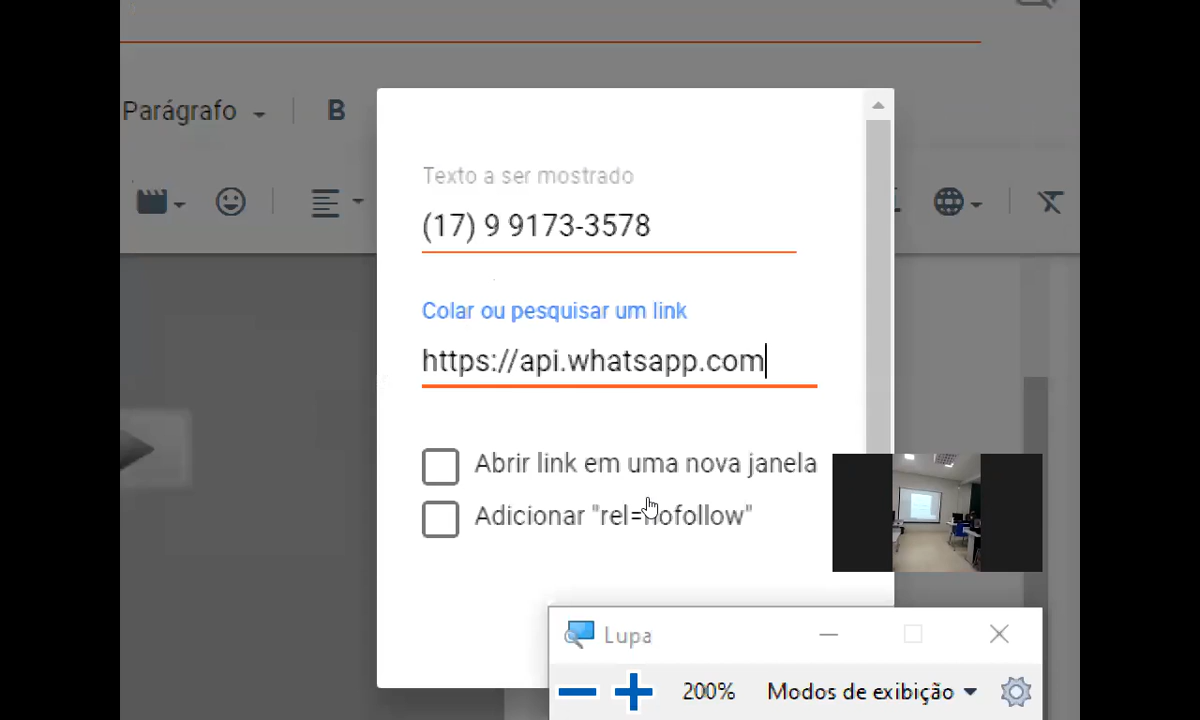 Parágrafo
B
Texto a ser mostrado
(17) 9 9173-3578
Colar ou pesquisar um link
https://api.whatsapp.com
Abrir link em uma nova janela
Adicionar "rel=nofollow"
Lupa
200% Modos de exibição